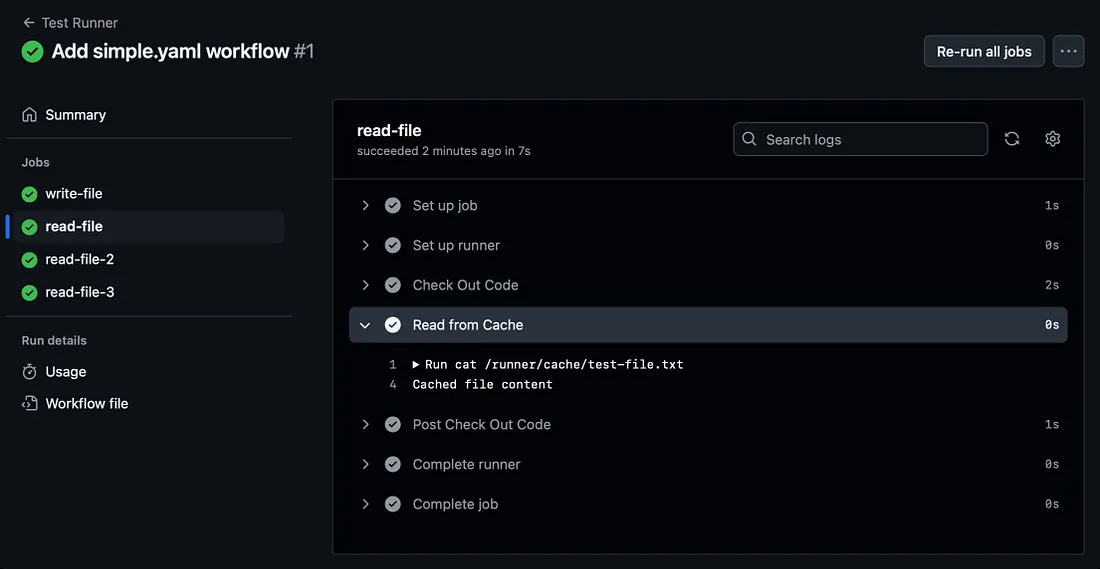 Test Runner
Add simple.yaml workflow #1
Re-run all jobs
Summary
Jobs
write-file
read-file
read-file-2
read-file-3
Run details
Usage
Workflow file
read-file
succeeded 2 minutes ago in 7s
Search logs
Set up job 1s
Set up runner 0s
Check Out Code 2s
Read from Cache 0s
1 Run cat /runner/cache/test-file.txt
4 Cached file content
Post Check Out Code 1s
Complete runner 0s
Complete job 0s